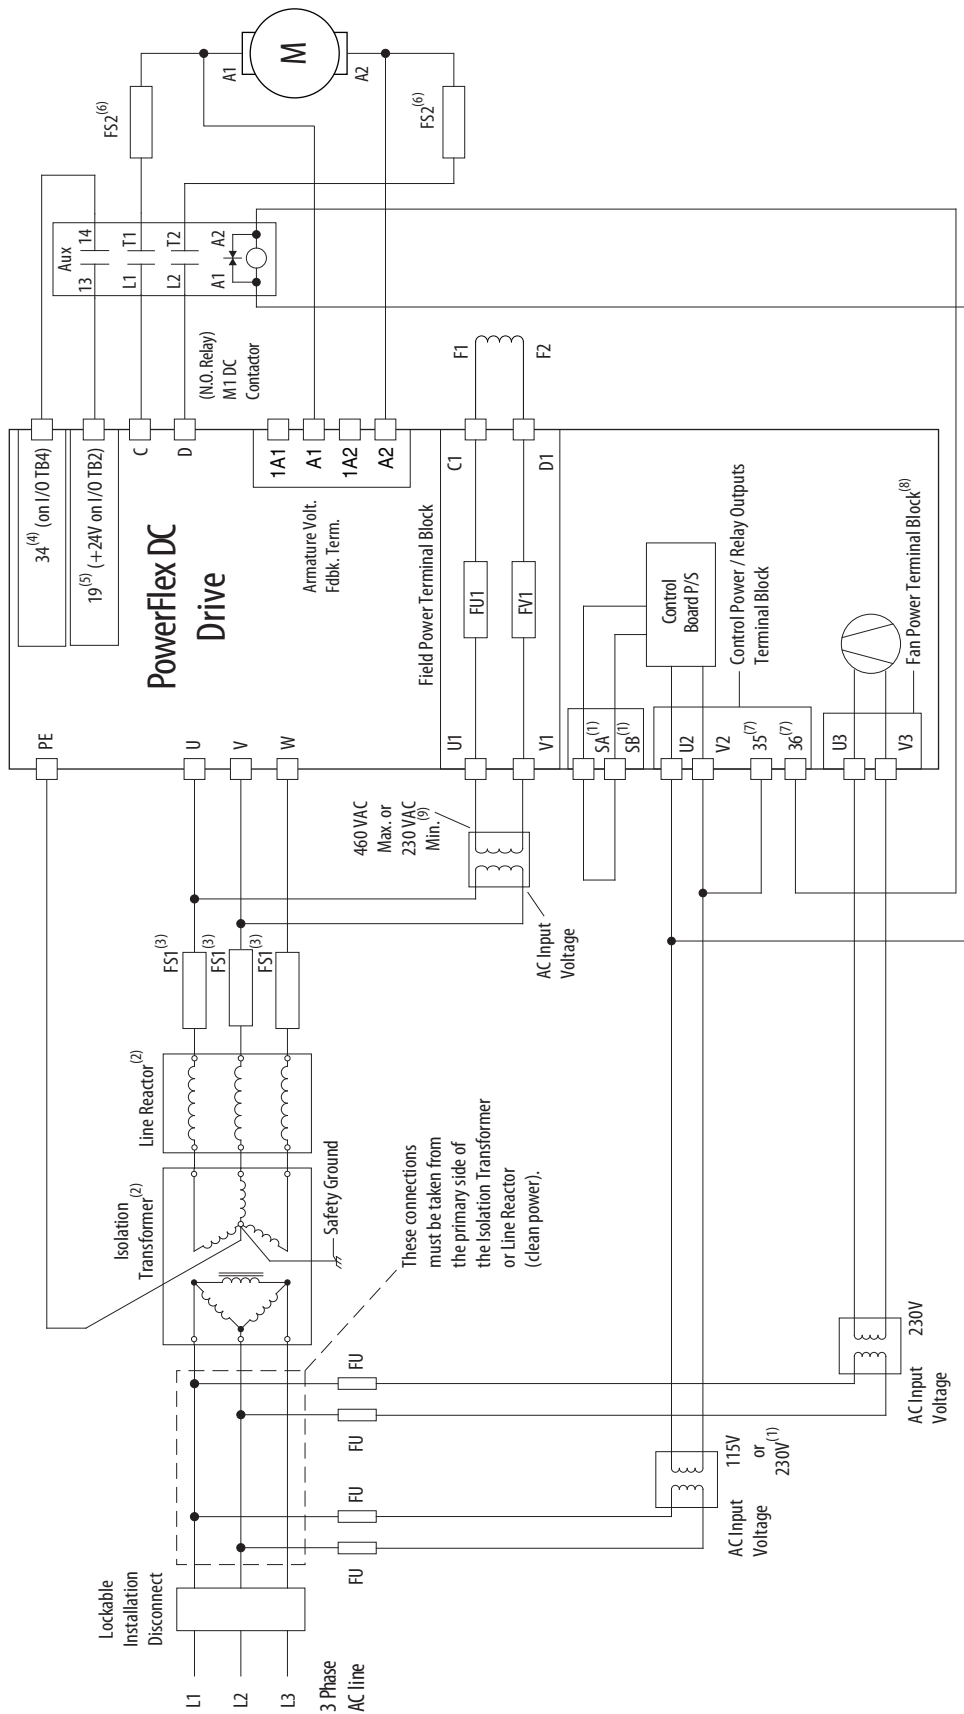 L1
L2
L3
3 Phase
AC line
Lockable
Installation
Disconnect
FU
FU
FU
FU
Isolation
Transformer(2)
Safety Ground
These connections
must be taken from
the primary side of
the Isolation Transformer
or Line Reactor
(clean power).
Line Reactor(2)
FS1(3)
FS1(3)
FS1(3)
AC Input
Voltage
115V
or
230V(1)
AC Input
Voltage
230V
AC Input
Voltage
460 VAC
Max. or
230 VAC
(9)
Min.
PE
U
V
W
U1
V1
SA(1)
SB(1)
U2
V2
35(7)
36(7)
U3
V3
PowerFlex DC
Drive
34(4) (on I/O TB4)
19(5) (+24V on I/O TB2)
C
D
Armature Volt.
Fdbk. Term.
1A1
A1
1A2
A2
Field Power Terminal Block
FU1
FV1
C1
D1
Control
Board P/S
Control Power / Relay Outputs
Terminal Block
Fan Power Terminal Block(8)
(N.O. Relay)
M1 DC
Contactor
F1
F2
Aux
13
14
L1
T1
L2
T2
A1
A2
FS2(6)
FS2(6)
A1
A2
M